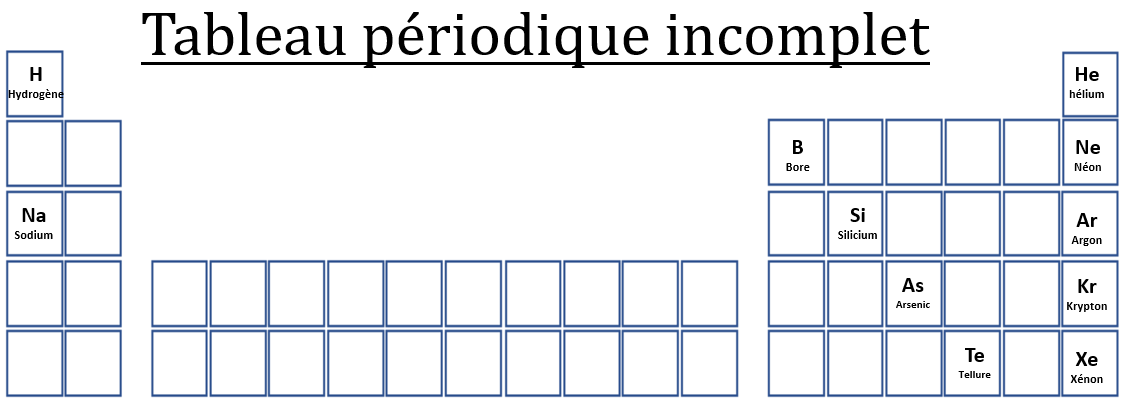 Tableau périodique incomplet
H
Hydrogène
He
hélium
B
Bore
Ne
Néon
Na
Sodium
Si
Silicium
Ar
Argon
As
Arsenic
Kr
Krypton
Te
Tellure
Xe
Xénon